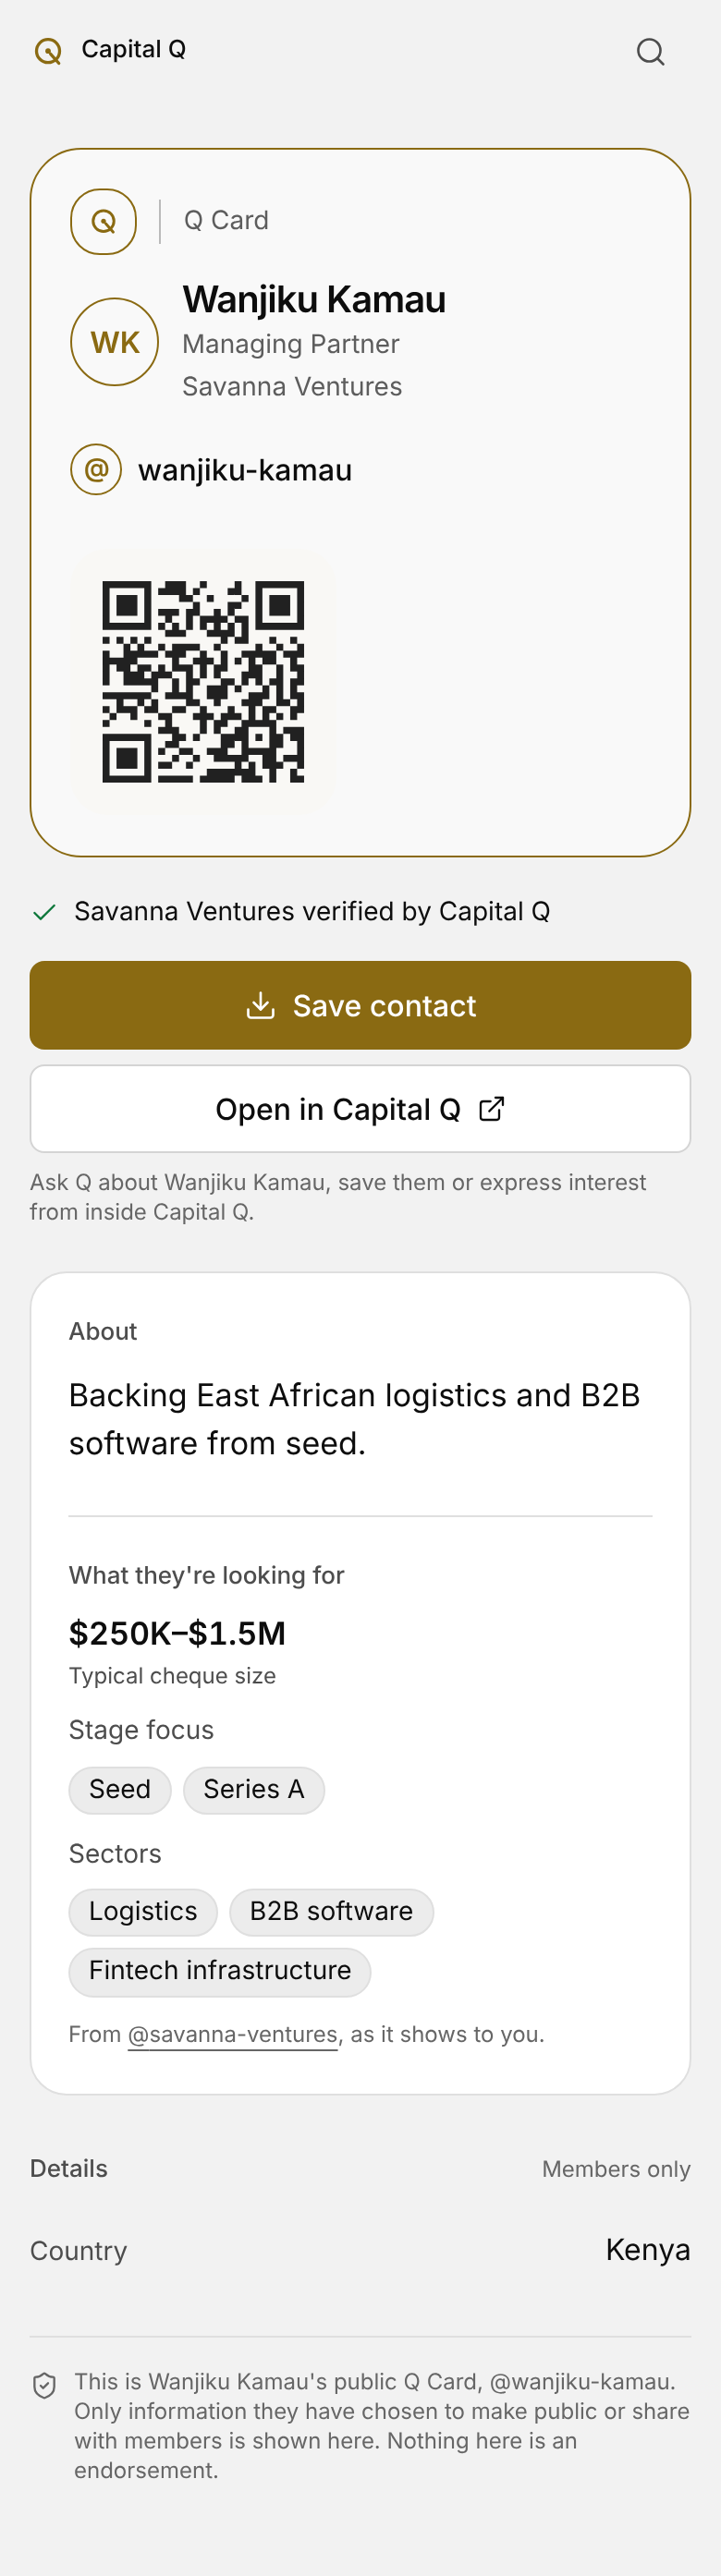 Capital Q
Q Card
Wanjiku Kamau
WK
Managing Partner
Savanna Ventures
@ wanjiku-kamau
Savanna Ventures verified by Capital Q
Save contact
Open in Capital Q
Ask Q about Wanjiku Kamau, save them or express interest
from inside Capital Q.
About
Backing East African logistics and B2B
software from seed.
What they're looking for
$250K–$1.5M
Typical cheque size
Stage focus
Seed Series A
Sectors
Logistics B2B software
Fintech infrastructure
From @savanna-ventures, as it shows to you.
Details Members only
Country Kenya
This is Wanjiku Kamau's public Q Card, @wanjiku-kamau.
Only information they have chosen to make public or share
with members is shown here. Nothing here is an
endorsement.